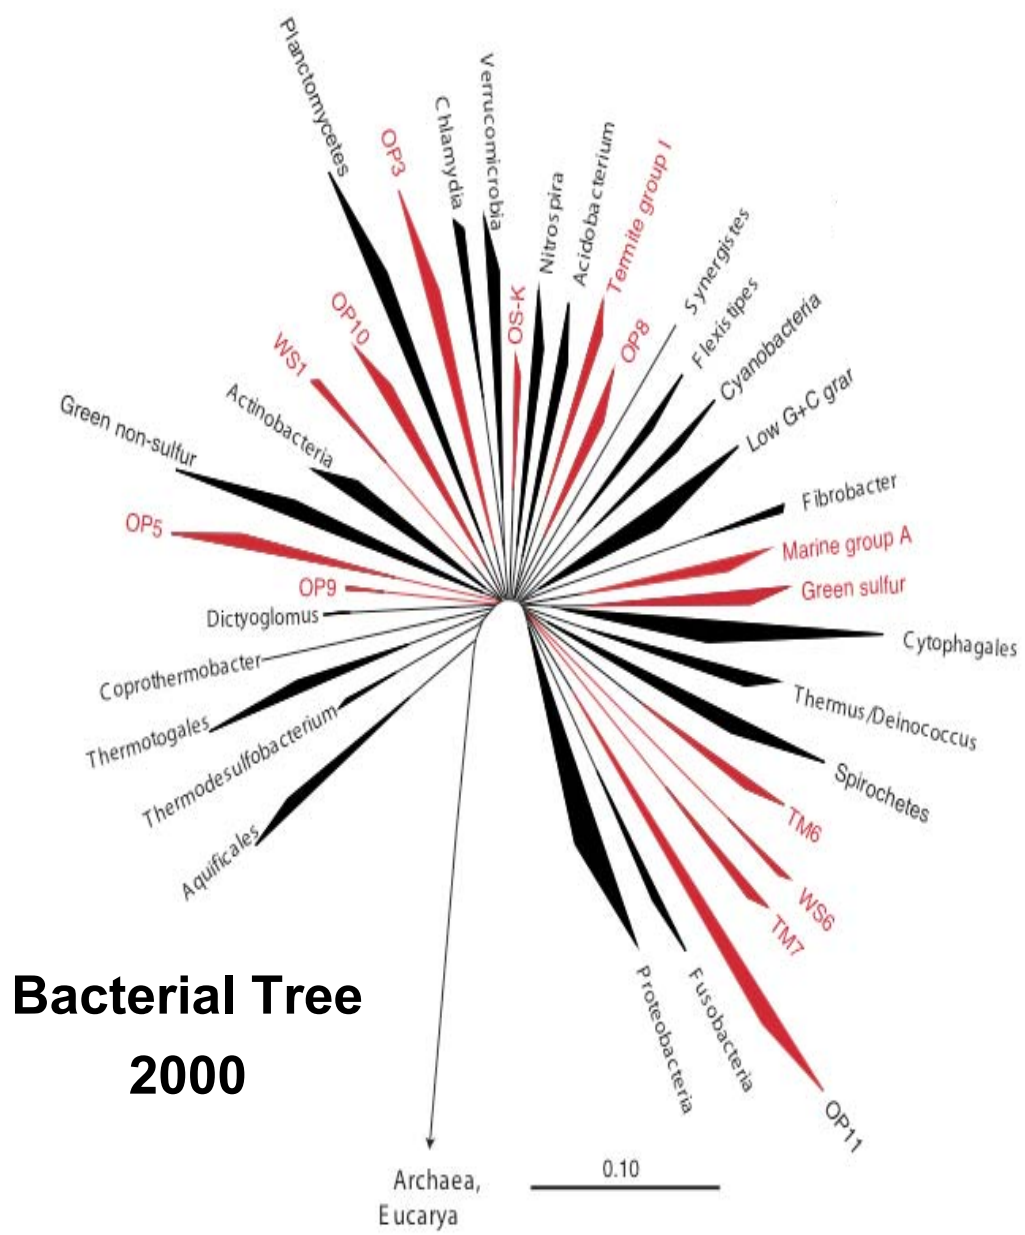 Planctomycetes
OP3
Chlamydia
Verrucomicrobia
OS-K
Nitrospira
Acidobacterium
Termite group I
OP8
Synergistes
Flexistipes
Cyanobacteria
Low G+C grar
Fibrobacter
Marine group A
Green sulfur
Cytophagales
Thermus/Deinococcus
Spirochetes
TM6
WS6
TM7
OP11
Fusobacteria
Proteobacteria
OP10
WS1
Actinobacteria
Green non-sulfur
OP5
OP9
Dictyoglomus
Coprothermobacter
Thermotogales
Thermodesulfobacterium
Aquificales
Bacterial Tree
2000
Archaea,
Eucarya
0.10